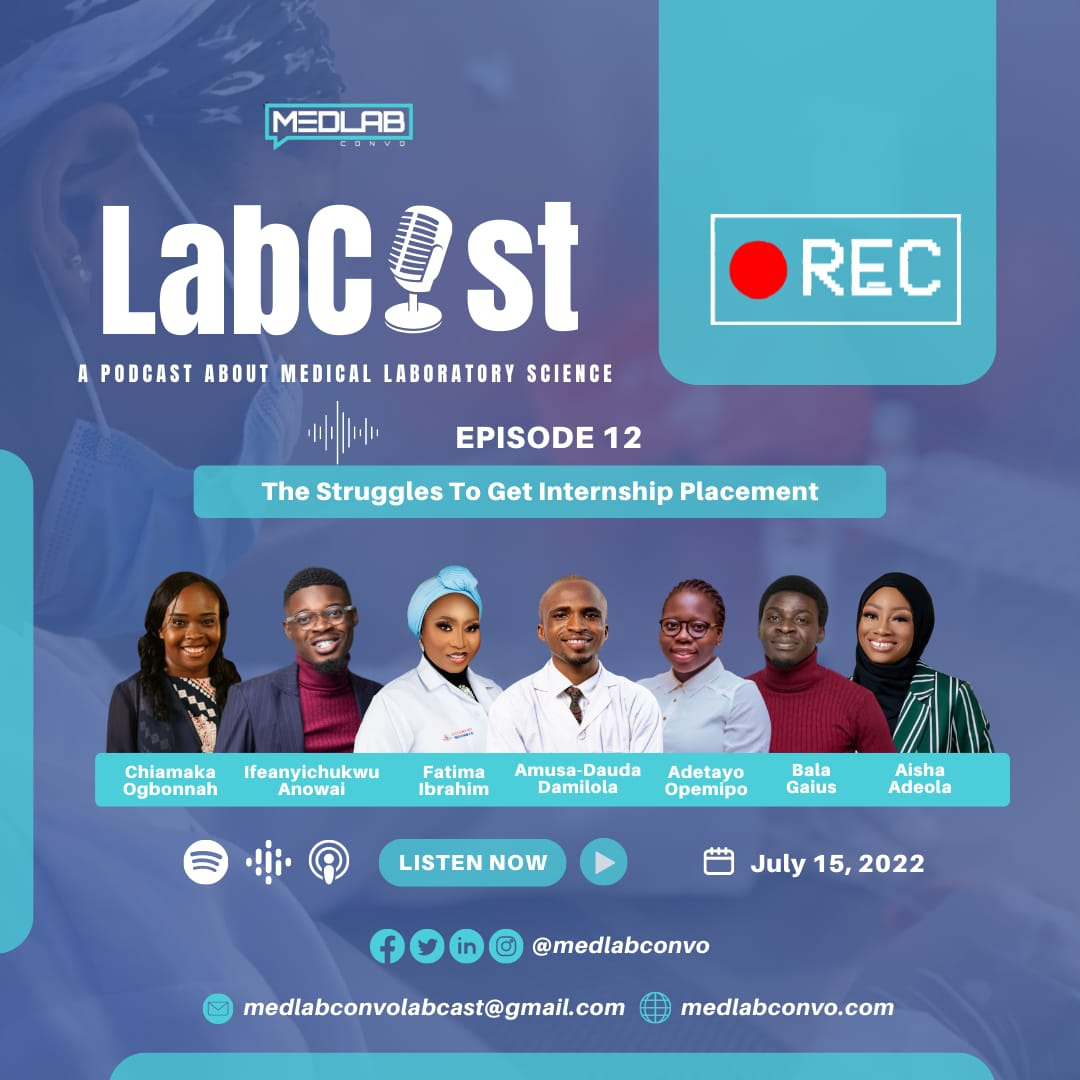 MEDLAB
CONVO
LabCast
REC
A PODCAST ABOUT MEDICAL LABORATORY SCIENCE
EPISODE 12
The Struggles To Get Internship Placement
Chiamaka
Ogbonnah
Ifeanyichukwu
Anowai
Fatima
Ibrahim
Amusa-Dauda
Damilola
Adetayo
Opemipo
Bala
Gaius
Aisha
Adeola
LISTEN NOW
July 15, 2022
@medlabconvo
medlabconvolabcast@gmail.com
medlabconvo.com